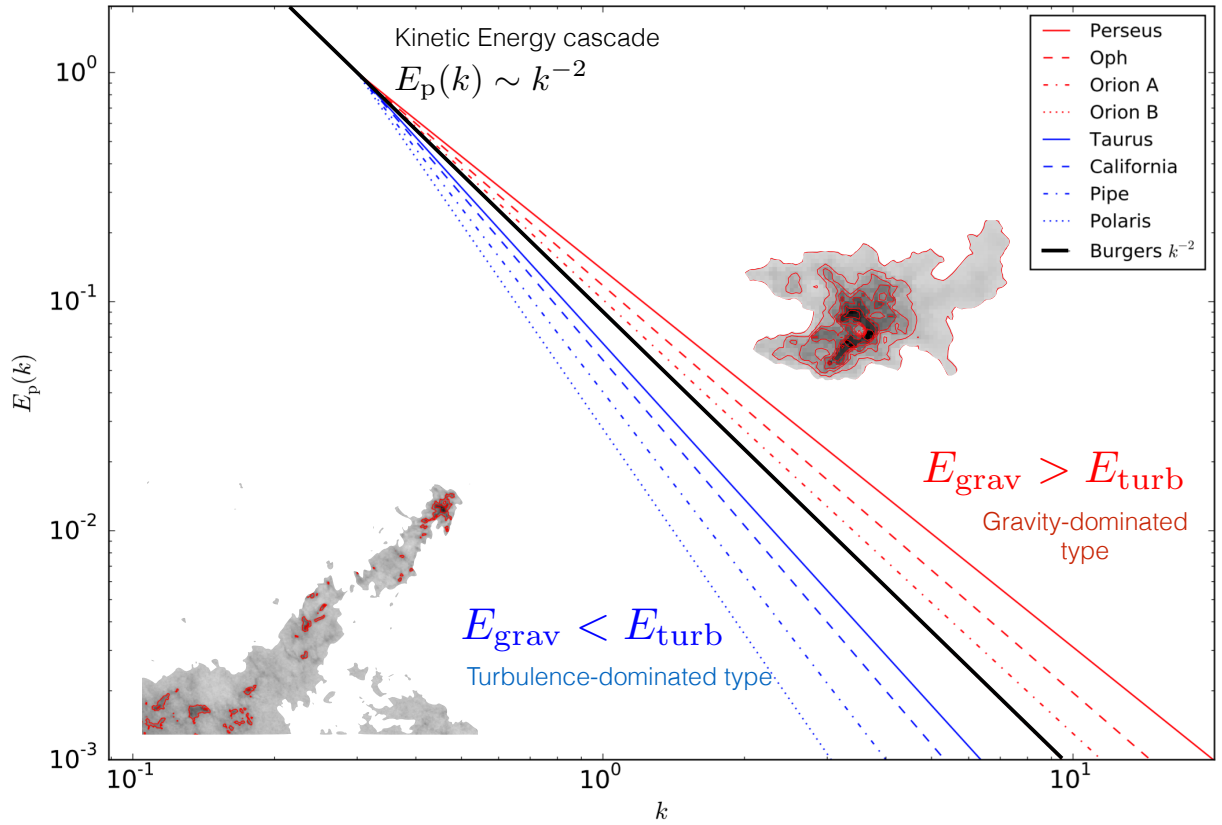 Kinetic Energy cascade
E_p(k) ∼ k^{-2}
Perseus
Oph
Orion A
Orion B
Taurus
California
Pipe
Polaris
Burgers k^{-2}
10^0
10^{-1}
10^{-2}
10^{-3}
E_p(k)
E_grav > E_turb
Gravity-dominated
type
E_grav < E_turb
Turbulence-dominated type
10^{-1}
10^0
10^1
k